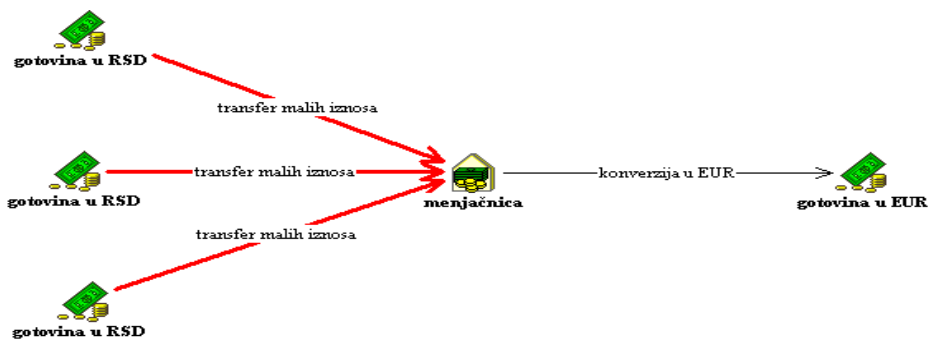 gotovina u RSD
transfer malih iznosa
gotovina u RSD
transfer malih iznosa
menjačnica
konverzija u EUR
gotovina u EUR
transfer malih iznosa
gotovina u RSD